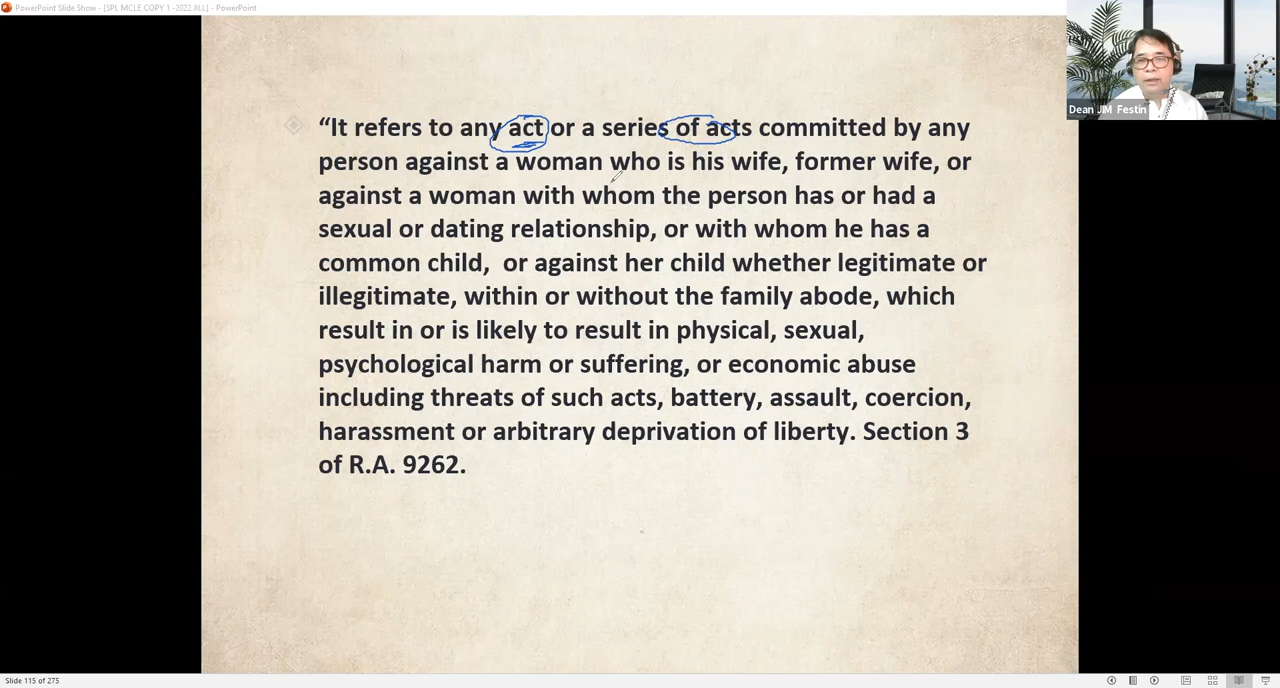 PowerPoint Slide Show - [SPL MCLE COPY 1 -2022 JILL] - PowerPoint
Dean JIM Festin
“It refers to any act or a series of acts committed by any
person against a woman who is his wife, former wife, or
against a woman with whom the person has or had a
sexual or dating relationship, or with whom he has a
common child,  or against her child whether legitimate or
illegitimate, within or without the family abode, which
result in or is likely to result in physical, sexual,
psychological harm or suffering, or economic abuse
including threats of such acts, battery, assault, coercion,
harassment or arbitrary deprivation of liberty. Section 3
of R.A. 9262.
Slide 115 of 275